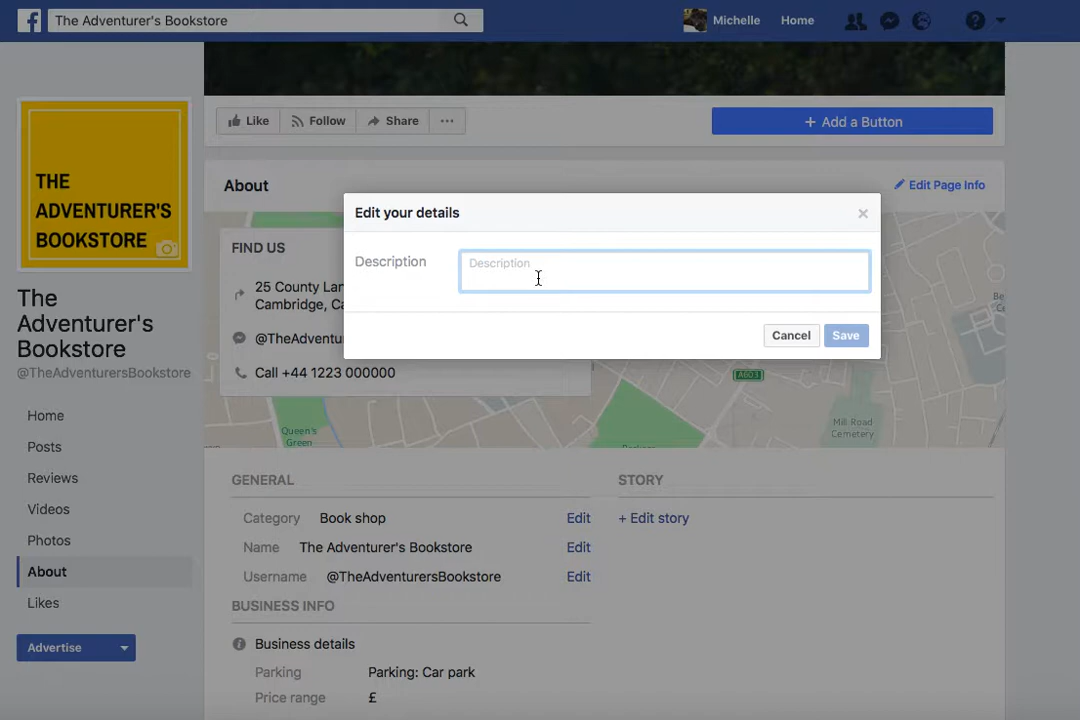 The Adventurer's Bookstore
Michelle
Home
Like
Follow
Share
+ Add a Button
THE
ADVENTURER'S
BOOKSTORE
The
Adventurer's
Bookstore
@TheAdventurersBookstore
Home
Posts
Reviews
Videos
Photos
About
Likes
Advertise
About
Edit Page Info
FIND US
25 County Lan
Cambridge, Ca
@TheAdventu
Call +44 1223 000000
Edit your details
Description
Description
Cancel
Save
A603
Queen's
Green
Mill Road
Cemetery
GENERAL
Category Book shop Edit
Name The Adventurer's Bookstore Edit
Username @TheAdventurersBookstore Edit
BUSINESS INFO
Business details
Parking Parking: Car park
Price range £
STORY
+ Edit story